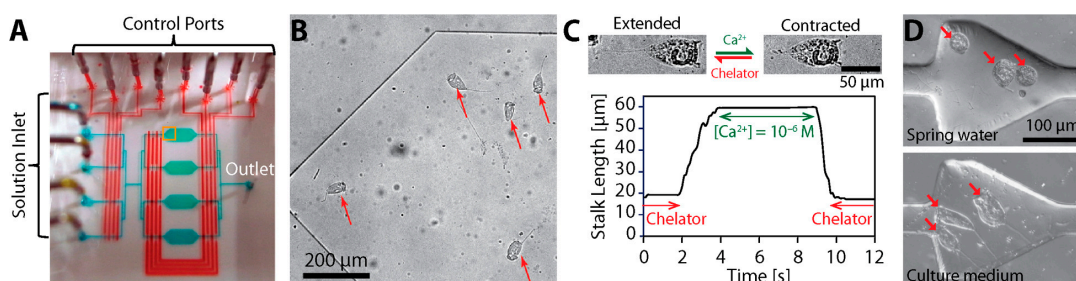 A
Control Ports
Solution Inlet
Outlet
B
200 μm
C
Extended
Contracted
Ca²⁺
Chelator
50 μm
Stalk Length [μm]
60
50
40
30
20
10
0
[Ca²⁺] = 10⁻⁶ M
Chelator
Chelator
0 2 4 6 8 10 12
Time [s]
D
Spring water
100 μm
Culture medium